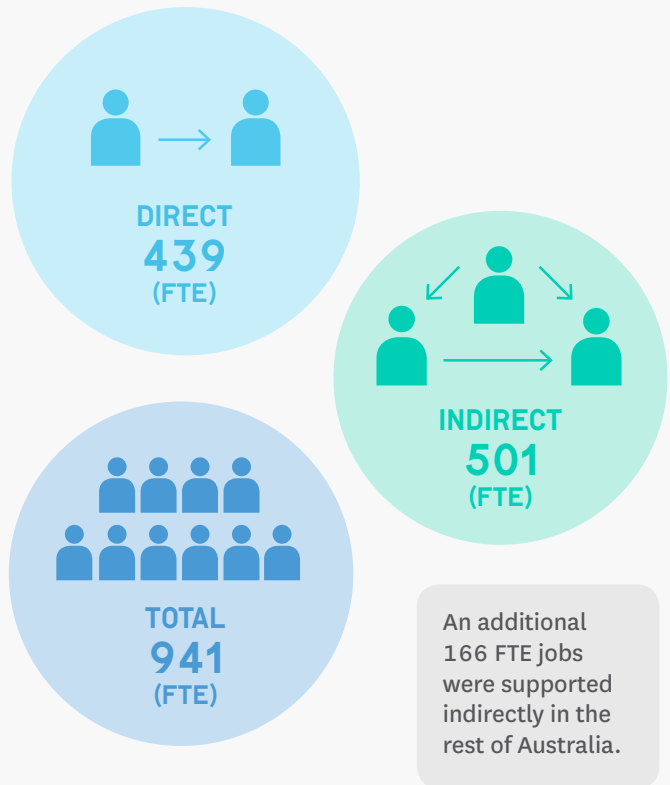 DIRECT
439
(FTE)
INDIRECT
501
(FTE)
TOTAL
941
(FTE)
An additional
166 FTE jobs
were supported
indirectly in the
rest of Australia.